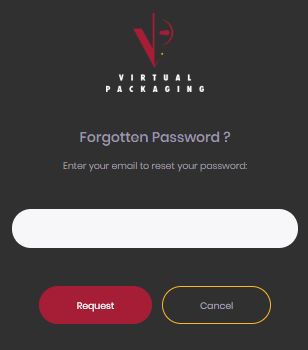 VIRTUAL
PACKAGING
Forgotten Password ?
Enter your email to reset your password:
Request
Cancel